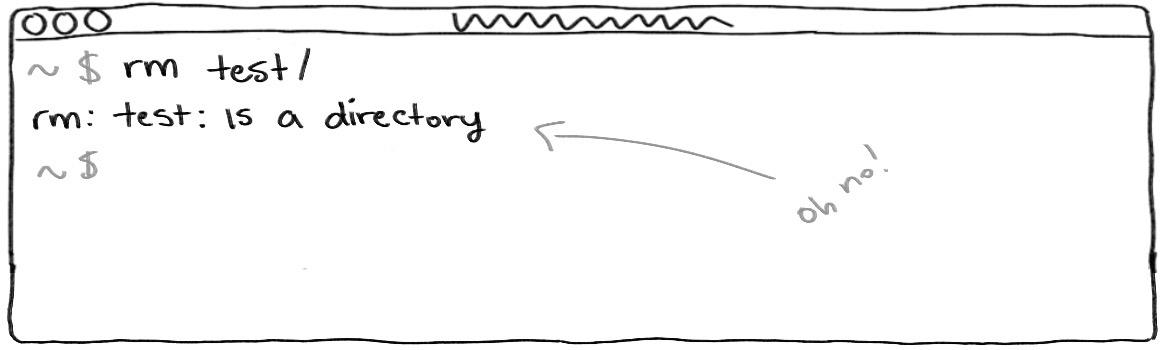 ~ $ rm test/
rm: test: is a directory
~ $
oh no!